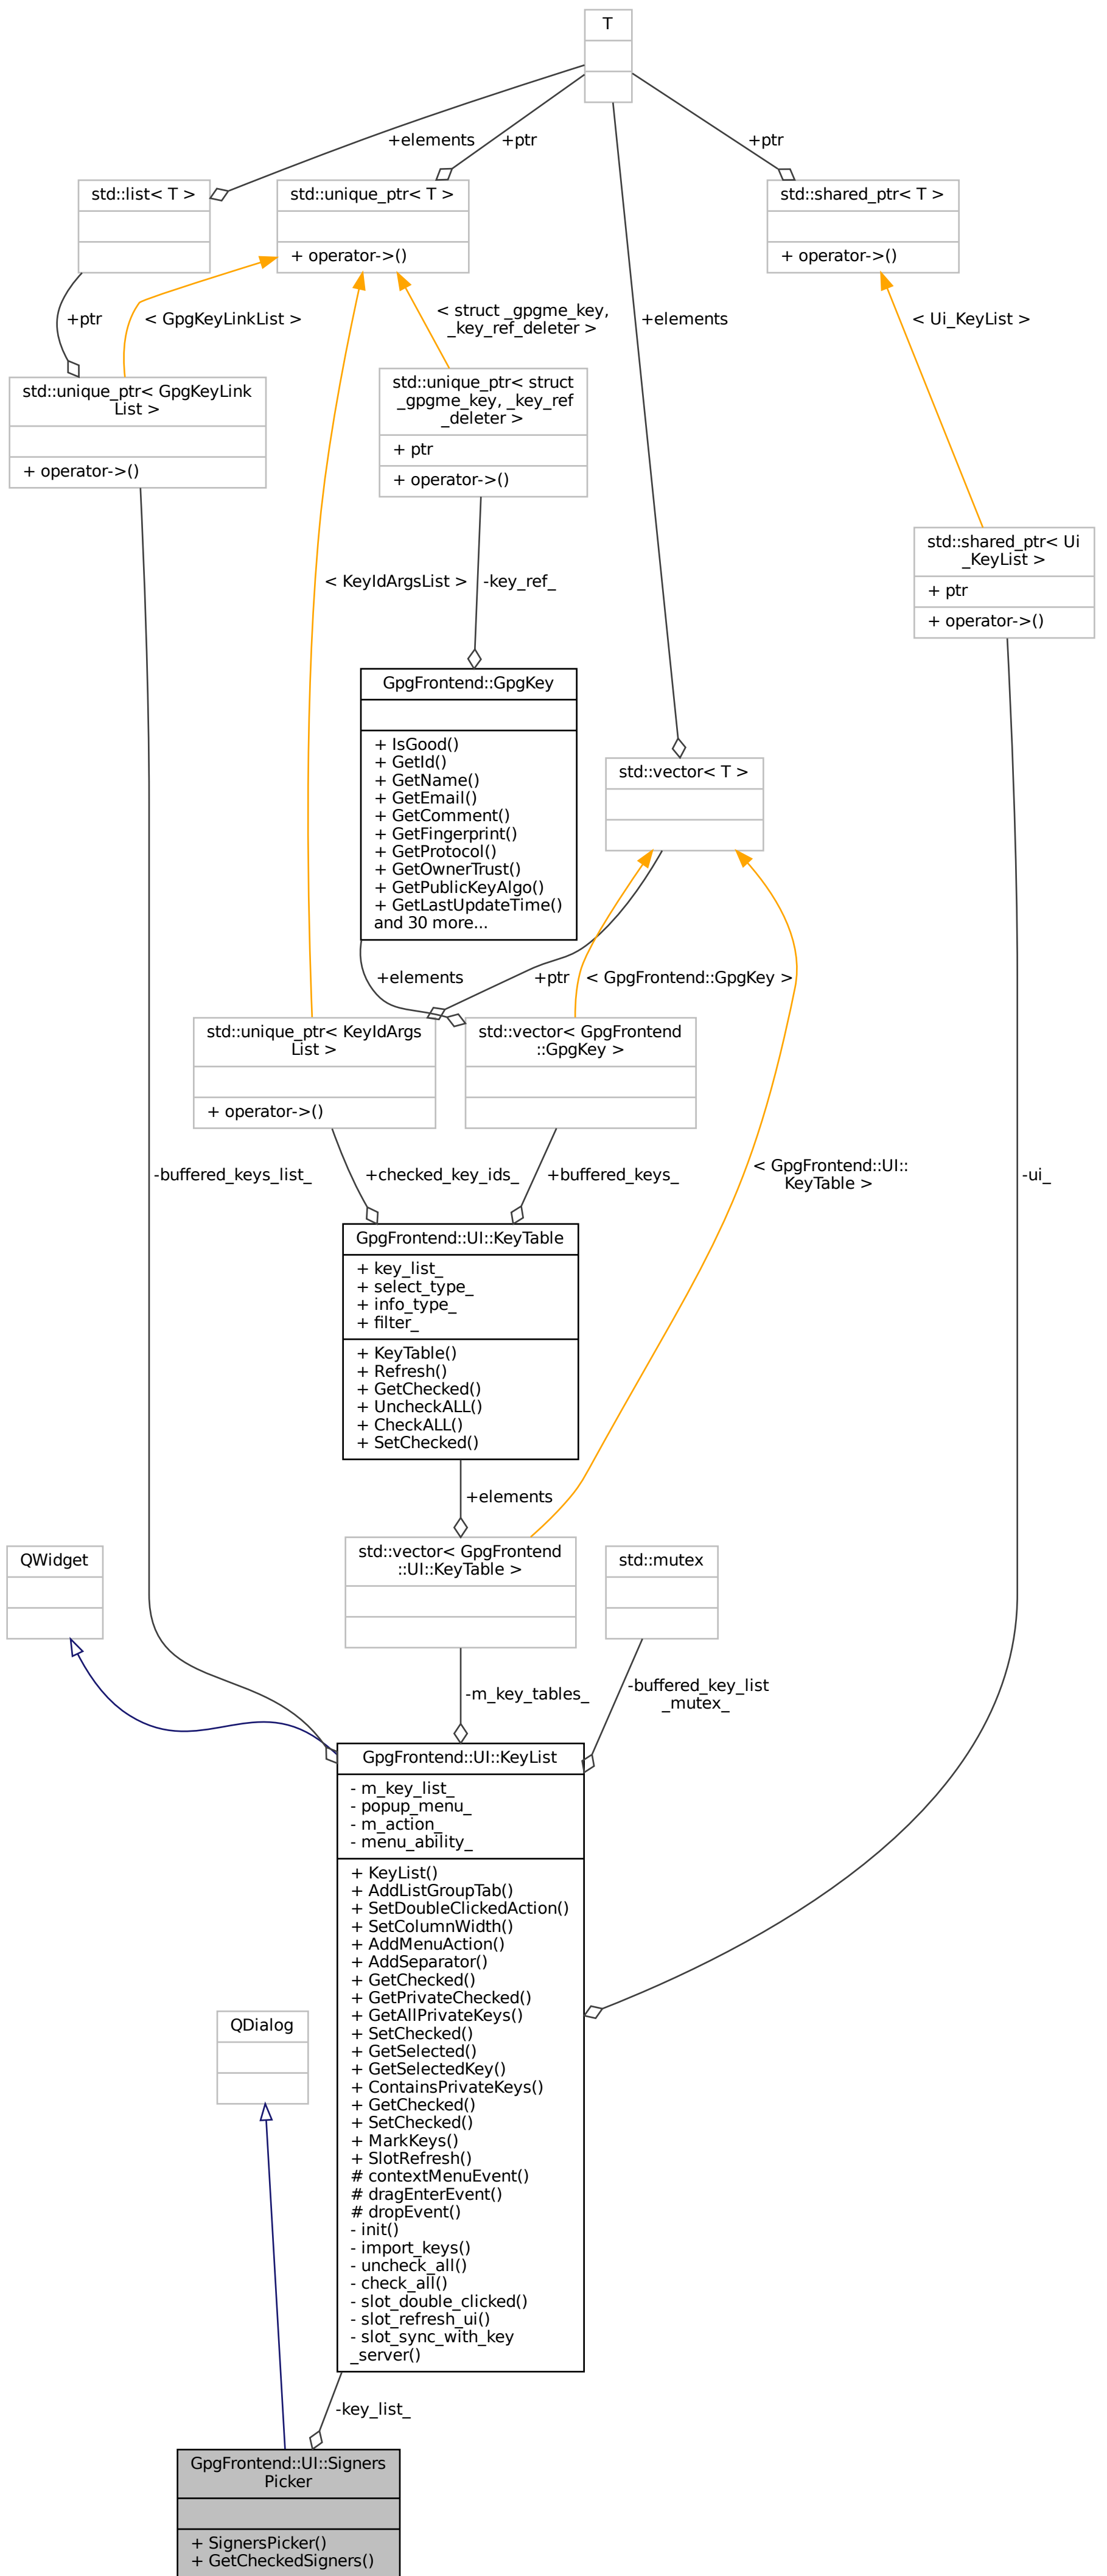 T
+elements
+ptr
+ptr
std::list< T >
std::unique_ptr< T >
+ operator->()
std::shared_ptr< T >
+ operator->()
+ptr
< GpgKeyLinkList >
< struct _gpgme_key,
_key_ref_deleter >
+elements
< Ui_KeyList >
std::unique_ptr< GpgKeyLink
List >
+ operator->()
std::unique_ptr< struct
_gpgme_key, _key_ref
_deleter >
+ ptr
+ operator->()
std::shared_ptr< Ui
_KeyList >
+ ptr
+ operator->()
< KeyIdArgsList >
-key_ref_
GpgFrontend::GpgKey
+ IsGood()
+ GetId()
+ GetName()
+ GetEmail()
+ GetComment()
+ GetFingerprint()
+ GetProtocol()
+ GetOwnerTrust()
+ GetPublicKeyAlgo()
+ GetLastUpdateTime()
and 30 more...
std::vector< T >
+elements
+ptr
< GpgFrontend::GpgKey >
std::unique_ptr< KeyIdArgs
List >
+ operator->()
std::vector< GpgFrontend
::GpgKey >
-buffered_keys_list_
+checked_key_ids_
+buffered_keys_
< GpgFrontend::UI::
KeyTable >
-ui_
GpgFrontend::UI::KeyTable
+ key_list_
+ select_type_
+ info_type_
+ filter_
+ KeyTable()
+ Refresh()
+ GetChecked()
+ UncheckALL()
+ CheckALL()
+ SetChecked()
+elements
QWidget
std::vector< GpgFrontend
::UI::KeyTable >
std::mutex
-m_key_tables_
-buffered_key_list
_mutex_
GpgFrontend::UI::KeyList
- m_key_list_
- popup_menu_
- m_action_
- menu_ability_
+ KeyList()
+ AddListGroupTab()
+ SetDoubleClickedAction()
+ SetColumnWidth()
+ AddMenuAction()
+ AddSeparator()
+ GetChecked()
+ GetPrivateChecked()
+ GetAllPrivateKeys()
+ SetChecked()
+ GetSelected()
+ GetSelectedKey()
+ ContainsPrivateKeys()
+ GetChecked()
+ SetChecked()
+ MarkKeys()
+ SlotRefresh()
# contextMenuEvent()
# dragEnterEvent()
# dropEvent()
- init()
- import_keys()
- uncheck_all()
- check_all()
- slot_double_clicked()
- slot_refresh_ui()
- slot_sync_with_key
_server()
QDialog
-key_list_
GpgFrontend::UI::Signers
Picker
+ SignersPicker()
+ GetCheckedSigners()